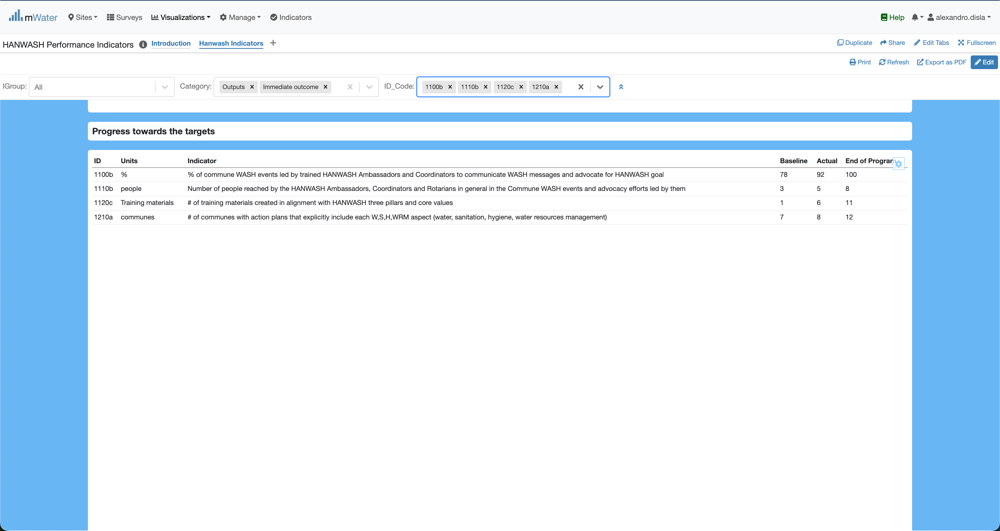 mWater Sites Surveys Visualizations Manage Indicators Help alexandro.disla
HANWASH Performance Indicators Introduction Hanwash Indicators Duplicate Share Edit Tabs Fullscreen
Print Refresh Export as PDF Edit
IGroup: All Category: Outputs Immediate outcome ID_Code: 1100b 1110b 1120c 1210a
Progress towards the targets
ID Units Indicator Baseline Actual End of Program
1100b % % of commune WASH events led by trained HANWASH Ambassadors and Coordinators to communicate WASH messages and advocate for HANWASH goal 78 92 100
1110b people Number of people reached by the HANWASH Ambassadors, Coordinators and Rotarians in general in the Commune WASH events and advocacy efforts led by them 3 5 8
1120c Training materials # of training materials created in alignment with HANWASH three pillars and core values 1 6 11
1210a communes # of communes with action plans that explicitly include each W,S,H,WRM aspect (water, sanitation, hygiene, water resources management) 7 8 12